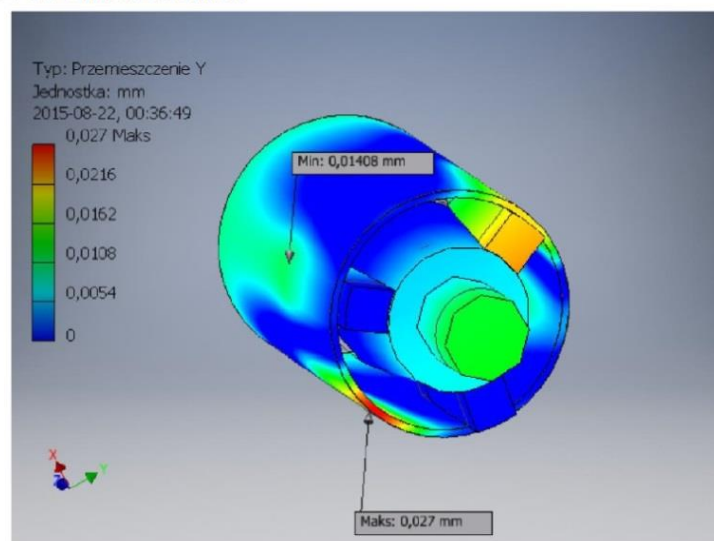 Typ: Przemieszczenie Y
Jednostka: mm
2015-08-22, 00:36:49
0,027 Maks
0,0216
0,0162
0,0108
0,0054
0
Min: 0,01408 mm
Maks: 0,027 mm
X
Y
Z